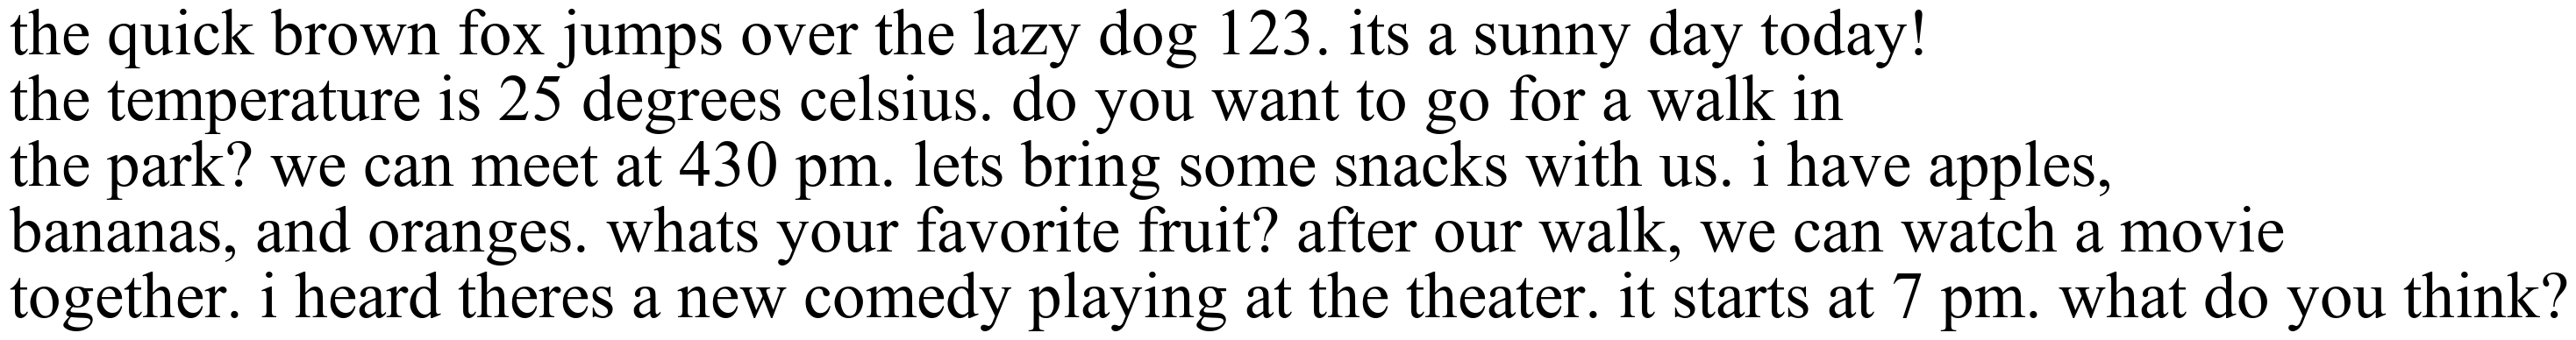 the quick brown fox jumps over the lazy dog 123. its a sunny day today!
the temperature is 25 degrees celsius. do you want to go for a walk in
the park? we can meet at 430 pm. lets bring some snacks with us. i have apples,
bananas, and oranges. whats your favorite fruit? after our walk, we can watch a movie
together. i heard theres a new comedy playing at the theater. it starts at 7 pm. what do you think?